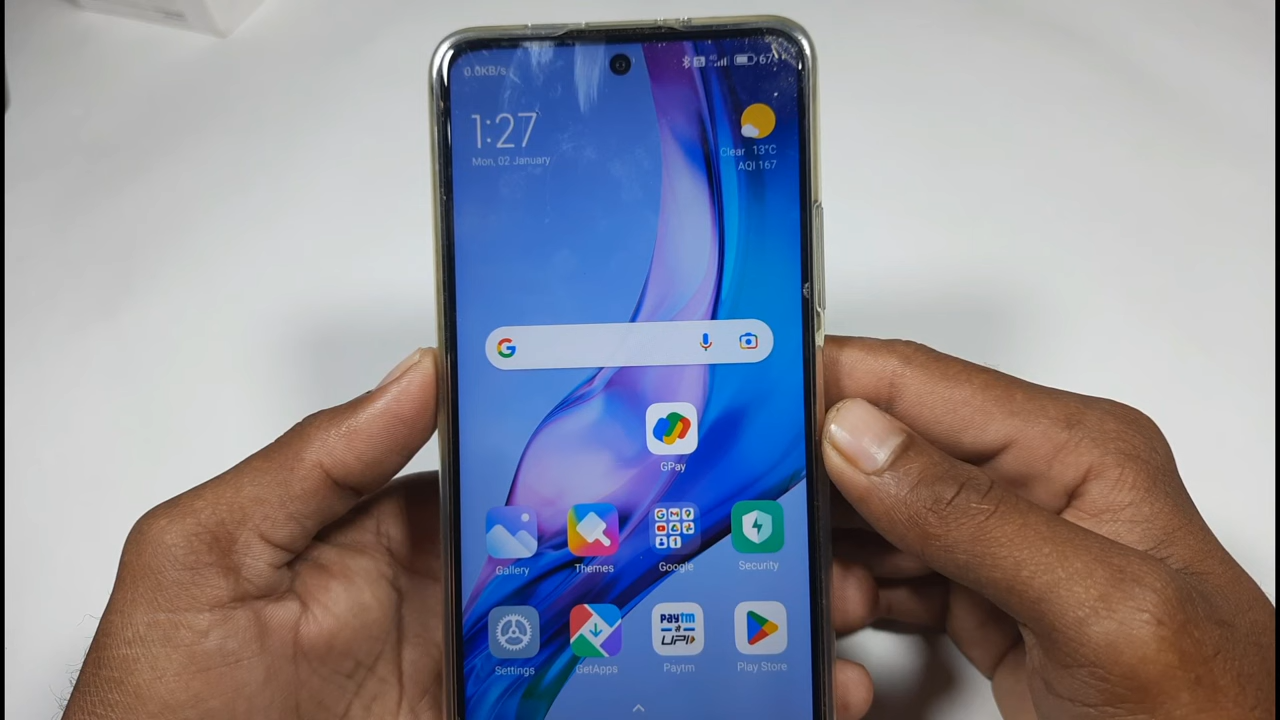 0.0KB/s
4G
67
1:27
Mon, 02 January
Clear 13°C
AQI 167
G
GPay
Gallery
Themes
Google
Security
paytm
UPI
Settings
GetApps
Paytm
Play Store